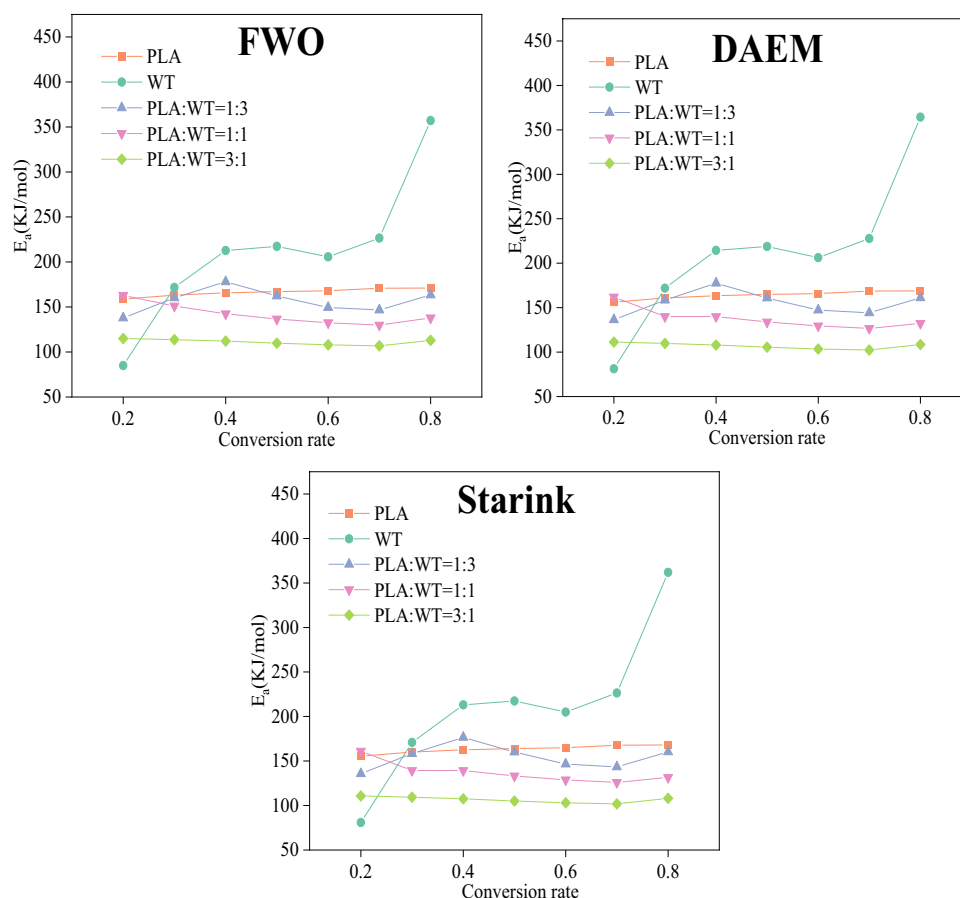 FWO
450
400
350
300
250
200
150
100
50
E_a(KJ/mol)
PLA
WT
PLA:WT=1:3
PLA:WT=1:1
PLA:WT=3:1
0.2 0.4 0.6 0.8
Conversion rate
DAEM
450
400
350
300
250
200
150
100
50
E_a(KJ/mol)
PLA
WT
PLA:WT=1:3
PLA:WT=1:1
PLA:WT=3:1
0.2 0.4 0.6 0.8
Conversion rate
Starink
450
400
350
300
250
200
150
100
50
E_a(KJ/mol)
PLA
WT
PLA:WT=1:3
PLA:WT=1:1
PLA:WT=3:1
0.2 0.4 0.6 0.8
Conversion rate